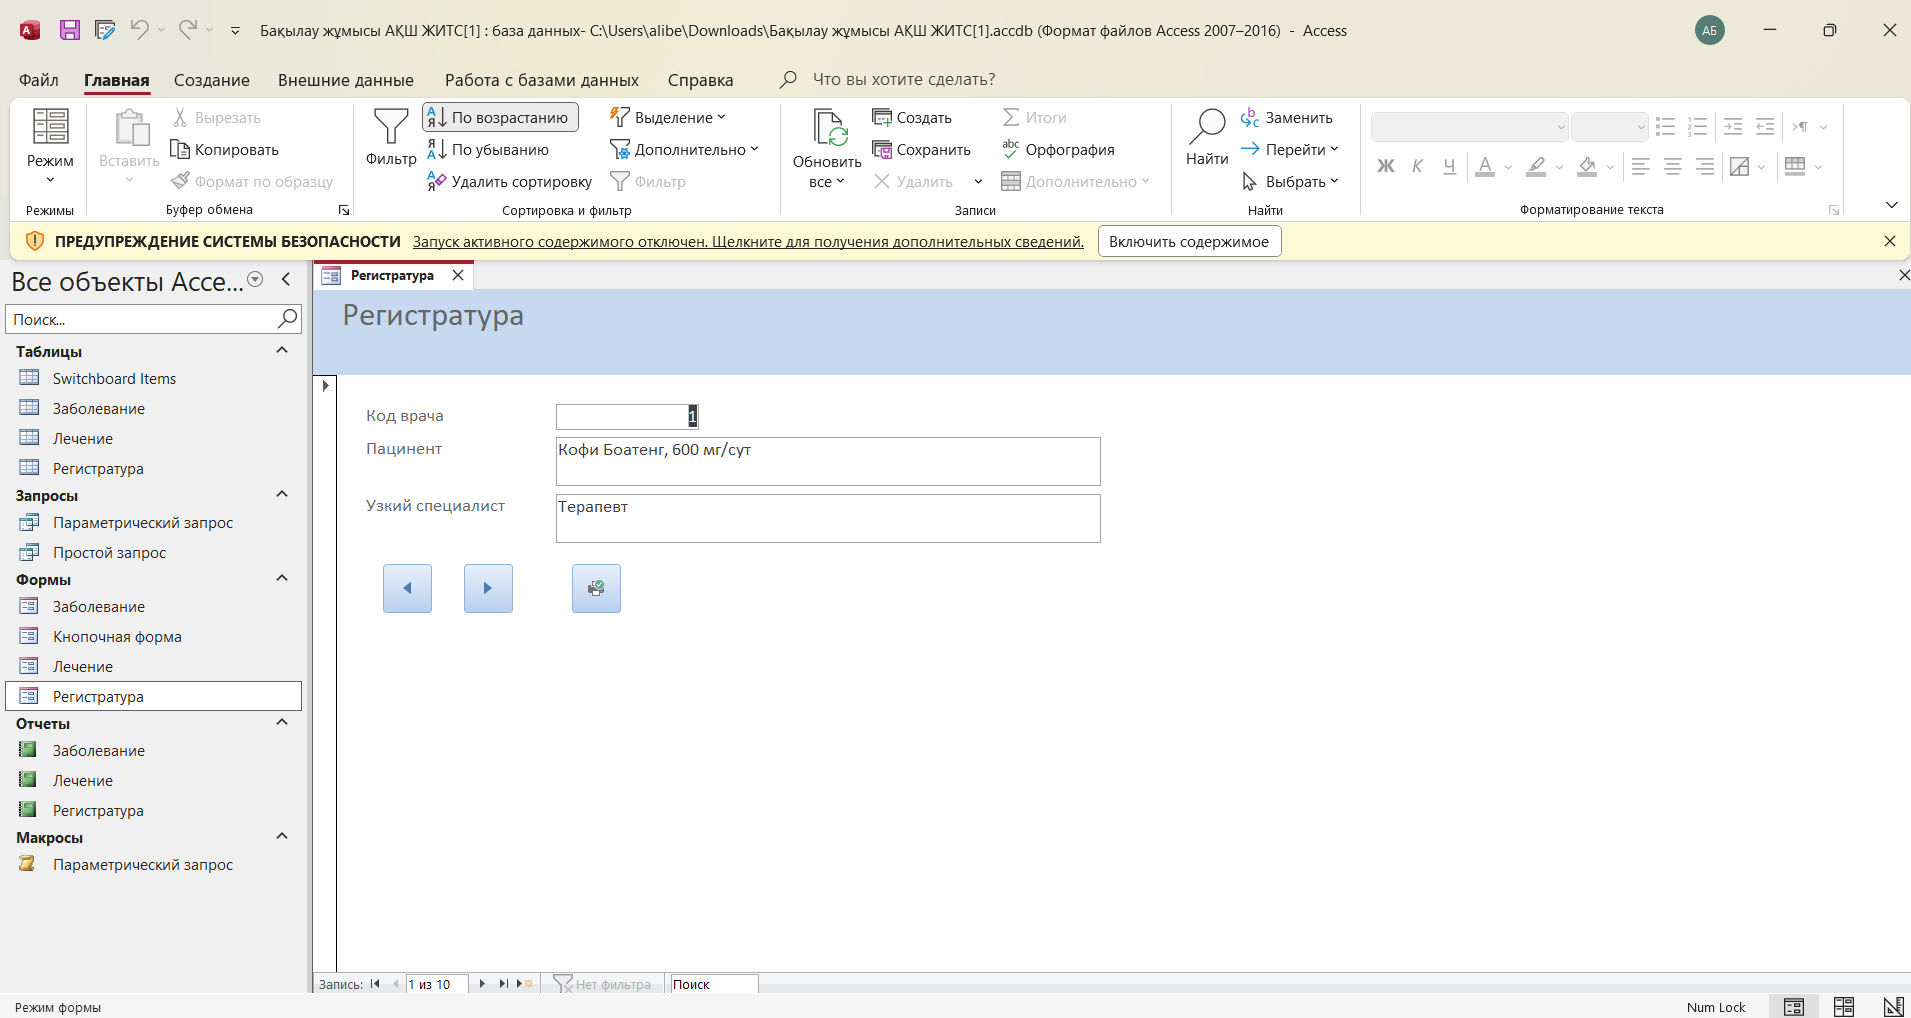 Бақылау жұмысы АҚШ ЖИТС[1] : база данных- C:\Users\alibe\Downloads\Бақылау жұмысы АҚШ ЖИТС[1].accdb (Формат файлов Access 2007–2016) - Access
АБ
Файл Главная Создание Внешние данные Работа с базами данных Справка Что вы хотите сделать?
Режим
Режимы
Вставить
Вырезать
Копировать
Формат по образцу
Буфер обмена
Фильтр
По возрастанию
По убыванию
Удалить сортировку
Выделение
Дополнительно
Фильтр
Сортировка и фильтр
Обновить все
Создать
Сохранить
Удалить
Итоги
Орфография
Дополнительно
Записи
Найти
Заменить
Перейти
Выбрать
Найти
Ж К Ч А
Форматирование текста
ПРЕДУПРЕЖДЕНИЕ СИСТЕМЫ БЕЗОПАСНОСТИ Запуск активного содержимого отключен. Щелкните для получения дополнительных сведений. Включить содержимое
Все объекты Acce...
Поиск...
Таблицы
Switchboard Items
Заболевание
Лечение
Регистратура
Запросы
Параметрический запрос
Простой запрос
Формы
Заболевание
Кнопочная форма
Лечение
Регистратура
Отчеты
Заболевание
Лечение
Регистратура
Макросы
Параметрический запрос
Регистратура
Регистратура
Код врача 1
Пацинент Кофи Боатенг, 600 мг/сут
Узкий специалист Терапевт
Запись: 1 из 10 Нет фильтра Поиск
Режим формы Num Lock